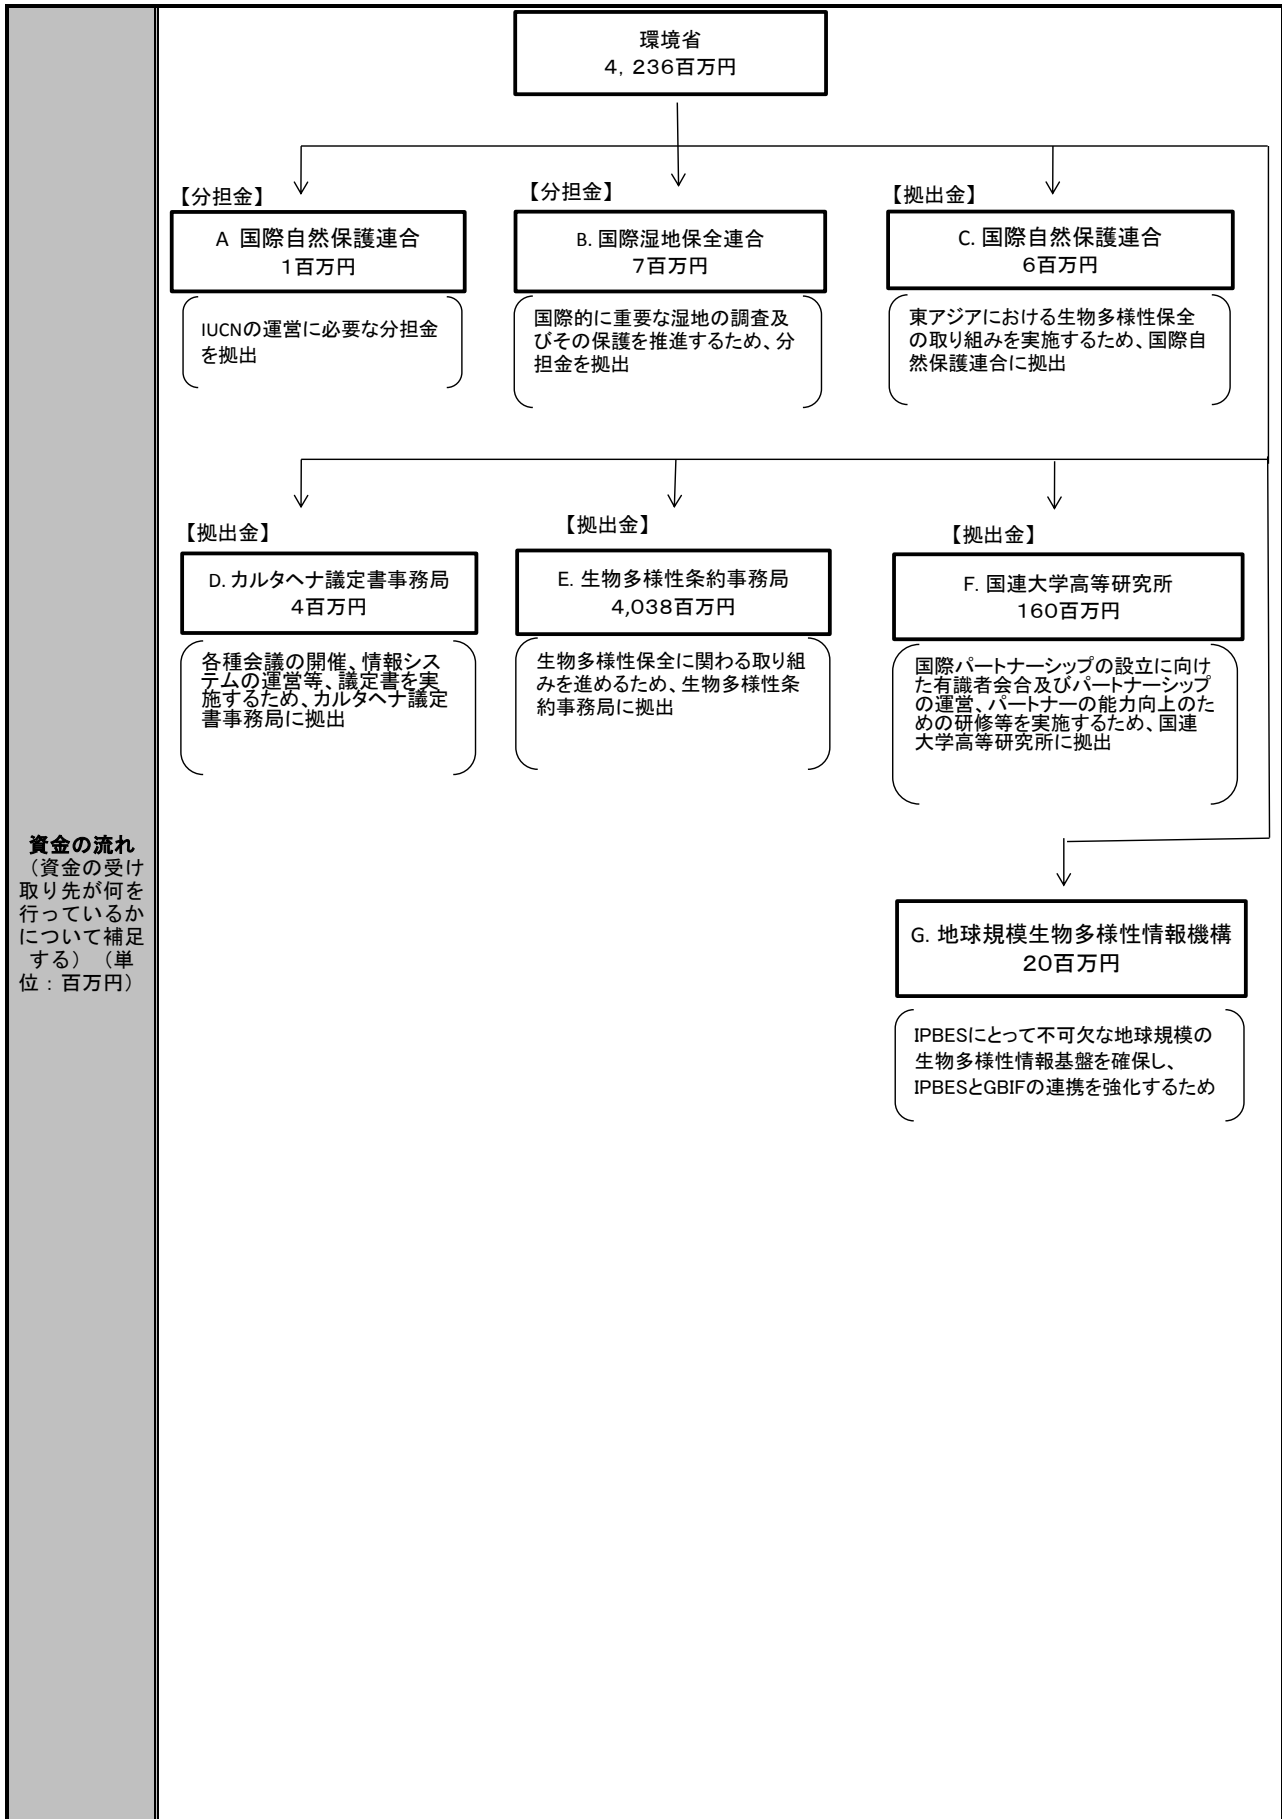 環境省
4，236百万円
【分担金】
A 国際自然保護連合
1百万円
IUCNの運営に必要な分担金
を拠出
【分担金】
B. 国際湿地保全連合
7百万円
国際的に重要な湿地の調査及
びその保護を推進するため、分
担金を拠出
【拠出金】
C. 国際自然保護連合
6百万円
東アジアにおける生物多様性保全
の取り組みを実施するため、国際自
然保護連合に拠出
【拠出金】
D. カルタヘナ議定書事務局
4百万円
各種会議の開催、情報シス
テムの運営等、議定書を実
施するため、カルタヘナ議定
書事務局に拠出
【拠出金】
E. 生物多様性条約事務局
4,038百万円
生物多様性保全に関わる取り組
みを進めるため、生物多様性条
約事務局に拠出
【拠出金】
F. 国連大学高等研究所
160百万円
国際パートナーシップの設立に向け
た有識者会合及びパートナーシップ
の運営、パートナーの能力向上のた
めの研修等を実施するため、国連
大学高等研究所に拠出
資金の流れ
（資金の受け
取り先が何を
行っているか
について補足
する）（単
位：百万円）
G. 地球規模生物多様性情報機構
20百万円
IPBESにとって不可欠な地球規模の
生物多様性情報基盤を確保し、
IPBESとGBIFの連携を強化するため